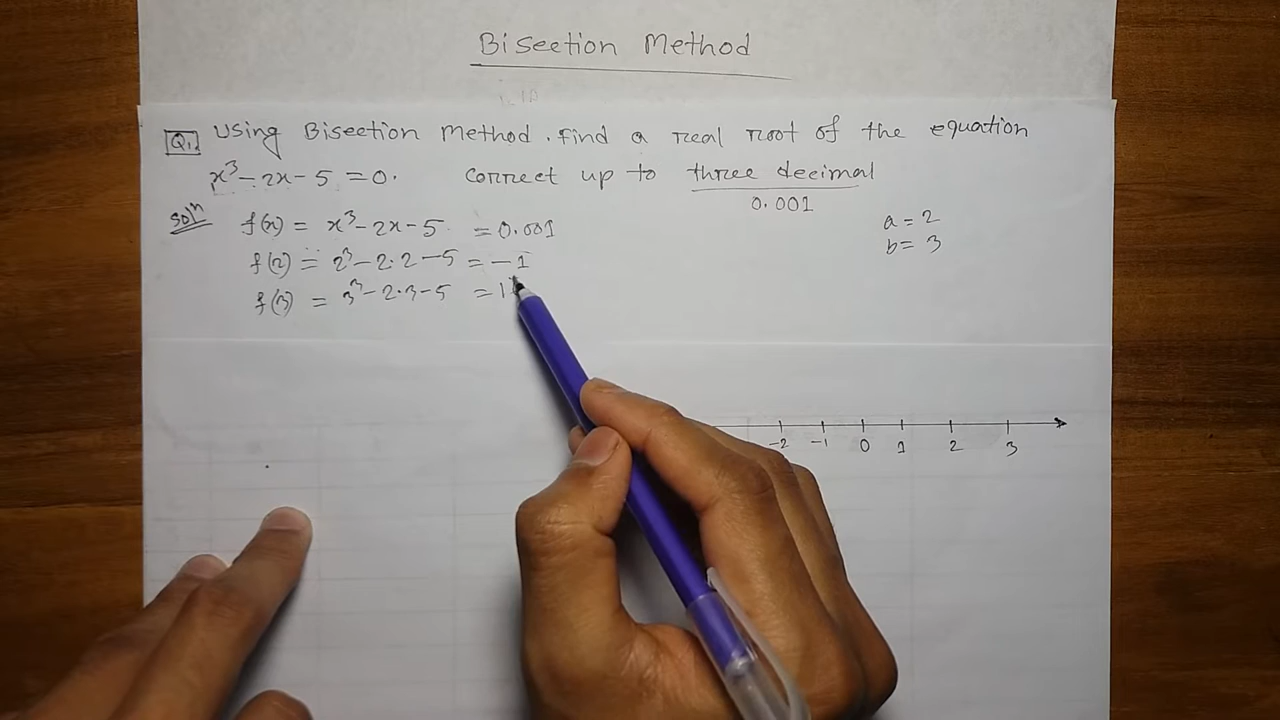 Bisection Method
Q1. Using Bisection Method. find a real root of the equation
x³ - 2x - 5 = 0. correct up to three decimal
0.001
Solⁿ f(x) = x³ - 2x - 5 = 0.001
a = 2
f(2) = 2³ - 2·2 - 5 = -1
b = 3
f(3) = 3³ - 2·3 - 5
-2 -1 0 1 2 3